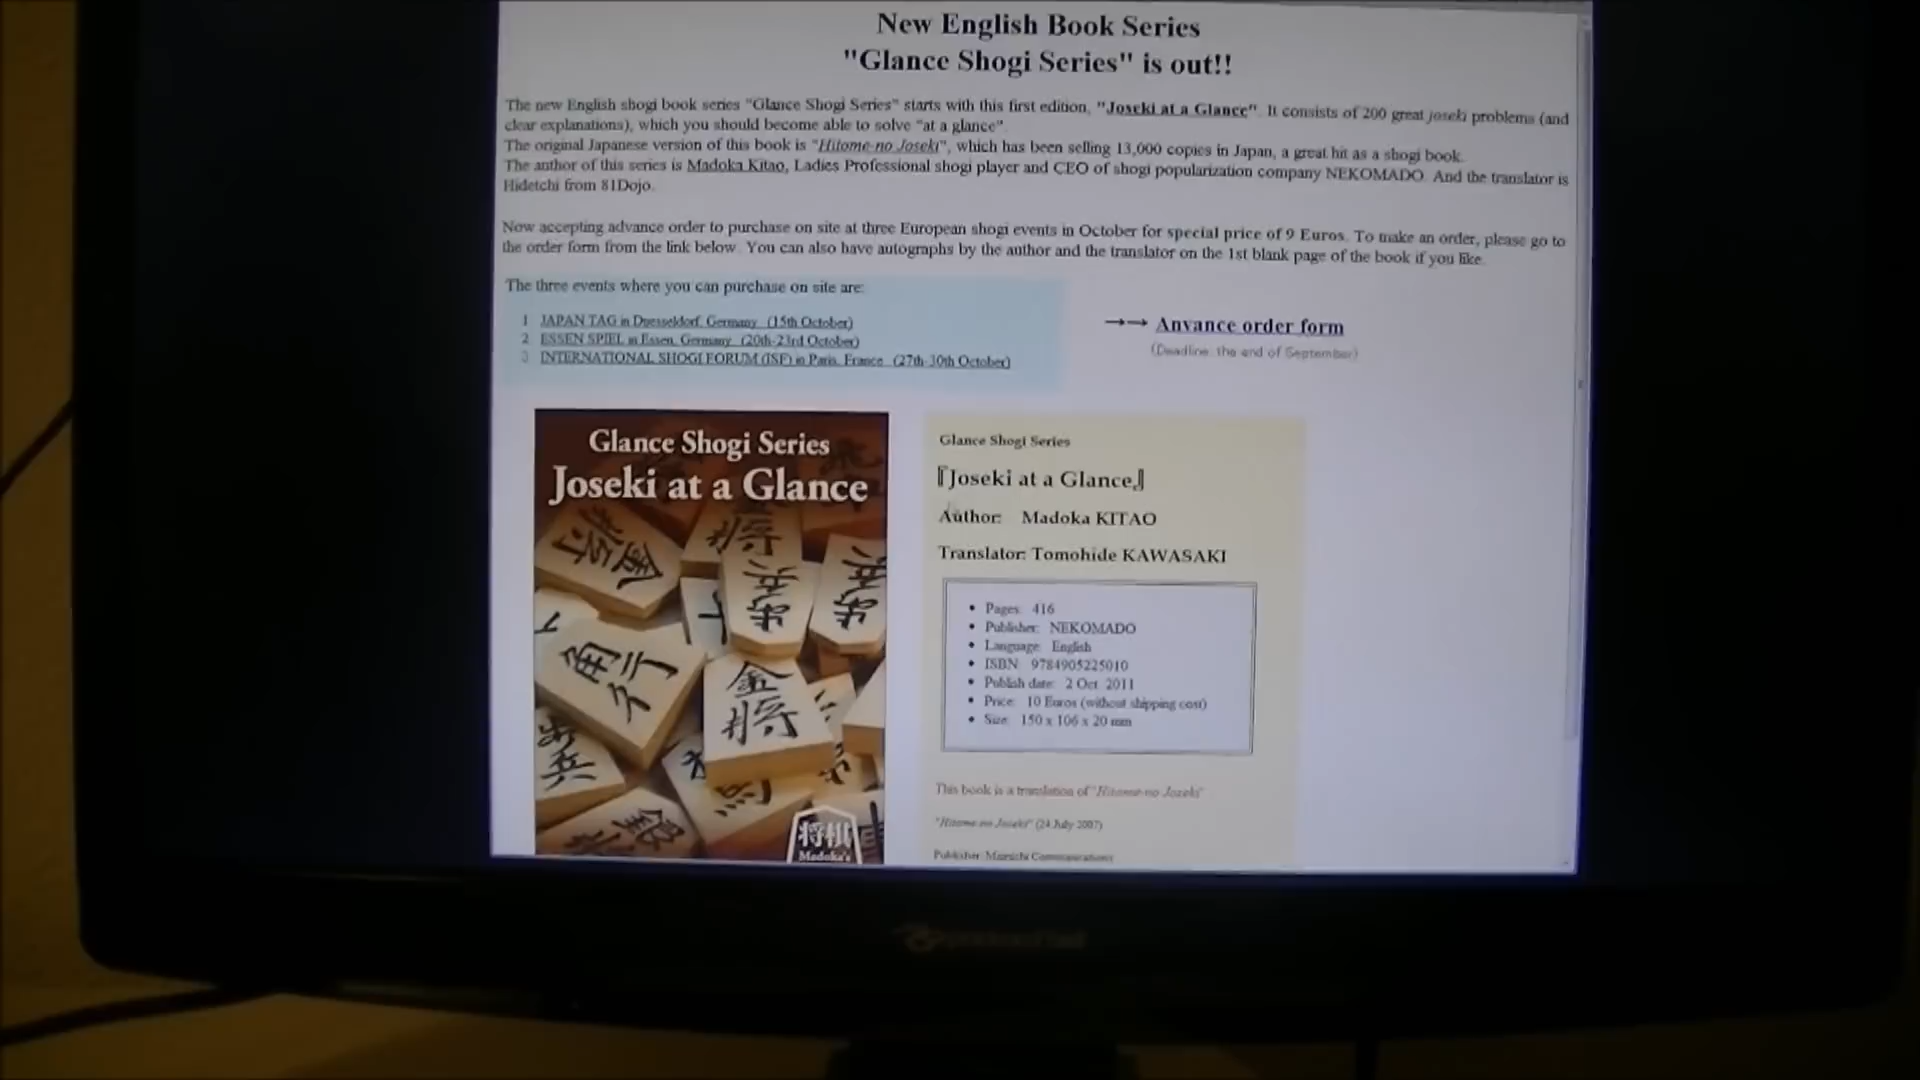 New English Book Series
"Glance Shogi Series" is out!!
The new English shogi book series "Glance Shogi Series" starts with this first edition, "Joseki at a Glance". It consists of 200 great joseki problems (and
clear explanations), which you should become able to solve "at a glance".
The original Japanese version of this book is "Hitome-no Joseki", which has been selling 13,000 copies in Japan, a great hit as a shogi book.
The author of this series is Madoka Kitao, Ladies Professional shogi player and CEO of shogi popularization company NEKOMADO. And the translator is
Hidetchi from 81Dojo.
Now accepting advance order to purchase on site at three European shogi events in October for special price of 9 Euros. To make an order, please go to
the order form from the link below. You can also have autographs by the author and the translator on the 1st blank page of the book if you like.
The three events where you can purchase on site are:
1 JAPAN TAG in Duesseldorf, Germany (15th October)
2 ESSEN SPIEL in Essen, Germany (20th-23rd October)
3 INTERNATIONAL SHOGI FORUM (ISF) in Paris, France (27th-30th October)
→→ Anvance order form
(Deadline: the end of September)
Glance Shogi Series
Joseki at a Glance
金将
角行
金将
歩兵
将棋
Madoka's
Glance Shogi Series
『Joseki at a Glance』
Author: Madoka KITAO
Translator: Tomohide KAWASAKI
• Pages: 416
• Publisher: NEKOMADO
• Language: English
• ISBN: 9784905225010
• Publish date: 2 Oct. 2011
• Price: 10 Euros (without shipping cost)
• Size: 150 x 106 x 20 mm
This book is a translation of "Hitome-no Joseki"
"Hitome-no Joseki" (24 July 2007)
Publisher: Mainichi Communications